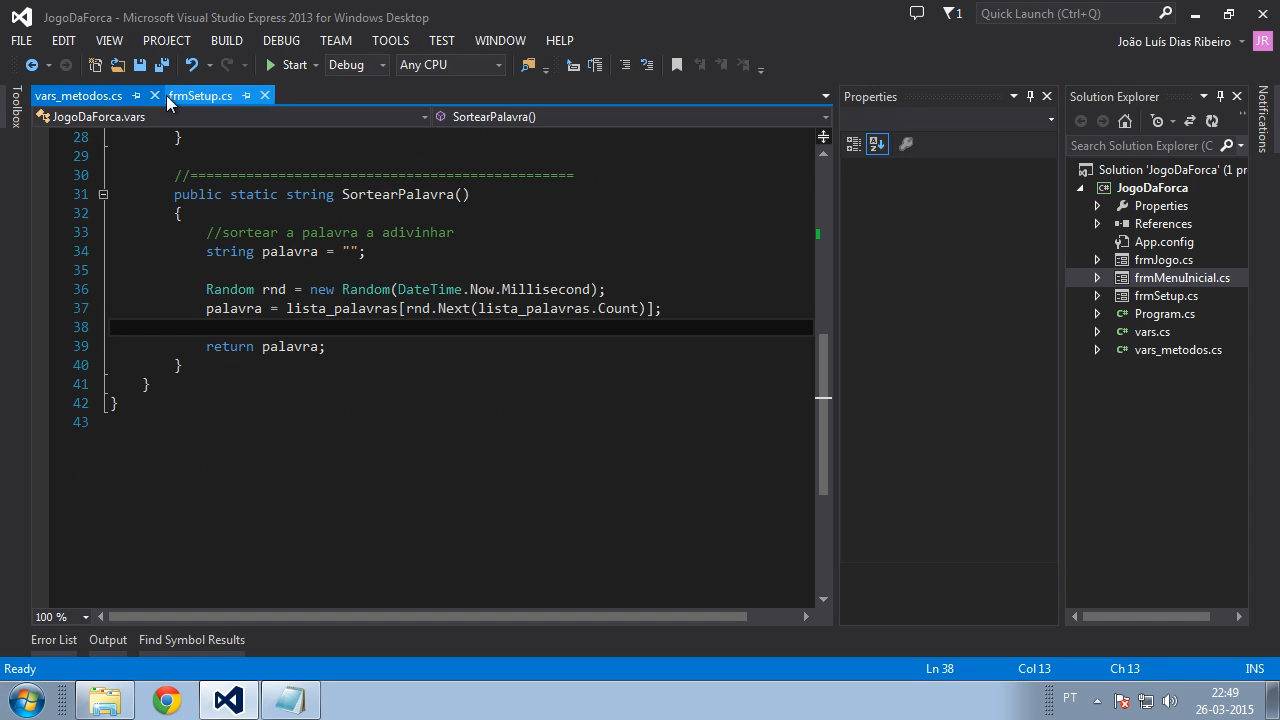 JogoDaForca - Microsoft Visual Studio Express 2013 for Windows Desktop
1
Quick Launch (Ctrl+Q)
FILE EDIT VIEW PROJECT BUILD DEBUG TEAM TOOLS TEST WINDOW HELP
João Luís Dias Ribeiro JR
Start Debug Any CPU
Toolbox
vars_metodos.cs frmSetup.cs
JogoDaForca.vars SortearPalavra()
28 }
29
30 //================================================
31 public static string SortearPalavra()
32 {
33 //sortear a palavra a adivinhar
34 string palavra = "";
35
36 Random rnd = new Random(DateTime.Now.Millisecond);
37 palavra = lista_palavras[rnd.Next(lista_palavras.Count)];
38
39 return palavra;
40 }
41 }
42 }
43
100 %
Properties
Solution Explorer
Search Solution Explorer (C
Solution 'JogoDaForca' (1 pr
JogoDaForca
Properties
References
App.config
frmJogo.cs
frmMenuInicial.cs
frmSetup.cs
Program.cs
vars.cs
vars_metodos.cs
Notifications
Error List Output Find Symbol Results
Ready Ln 38 Col 13 Ch 13 INS
PT 22:49
26-03-2015